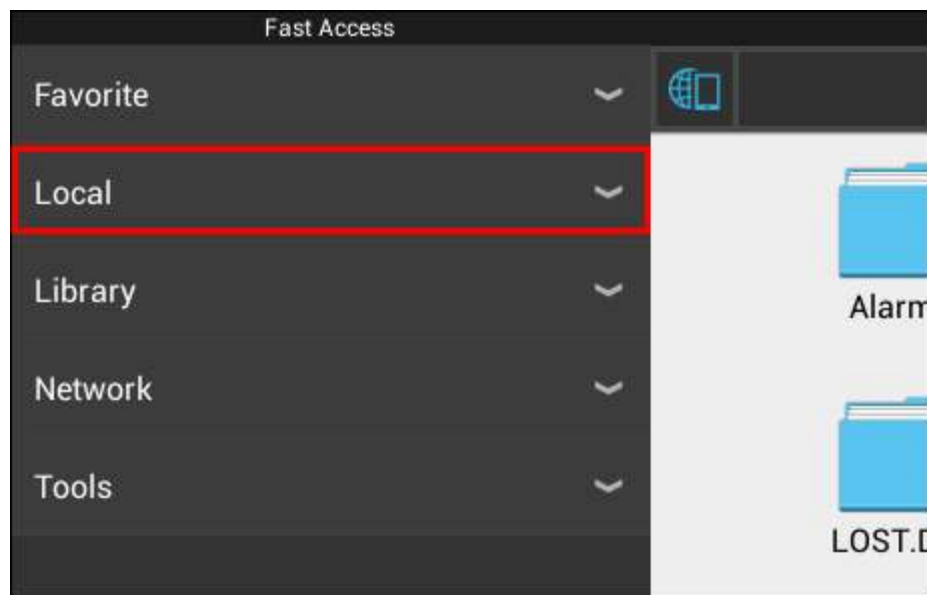 Fast Access
Favorite
Local
Library
Network
Tools
Alarm
LOST.D